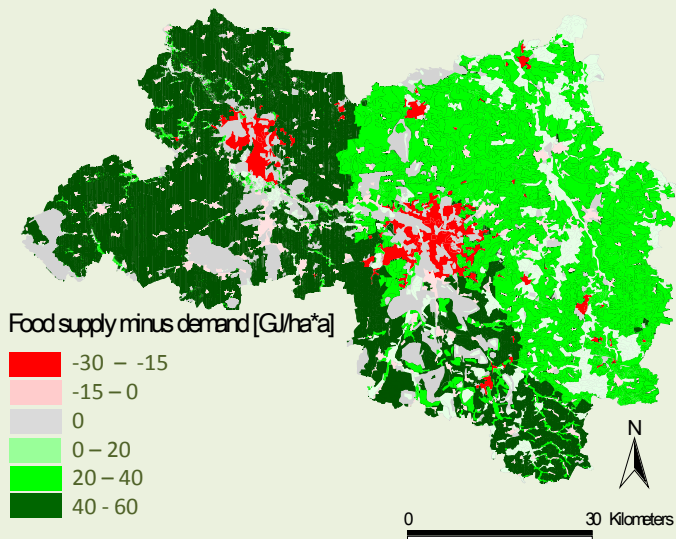 Food supply minus demand [GJ/ha*a]
-30 – -15
-15 – 0
0
0 – 20
20 – 40
40 - 60
N
0 30 Kilometers